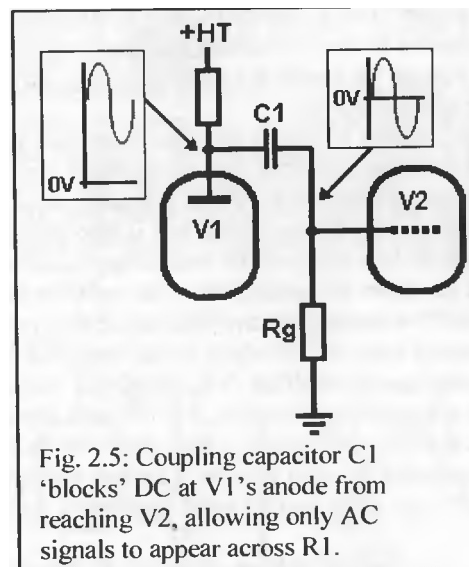 +HT
C1
0V
0V
V1
V2
Rg
Fig. 2.5: Coupling capacitor C1
‘blocks’ DC at V1’s anode from
reaching V2, allowing only AC
signals to appear across R1.